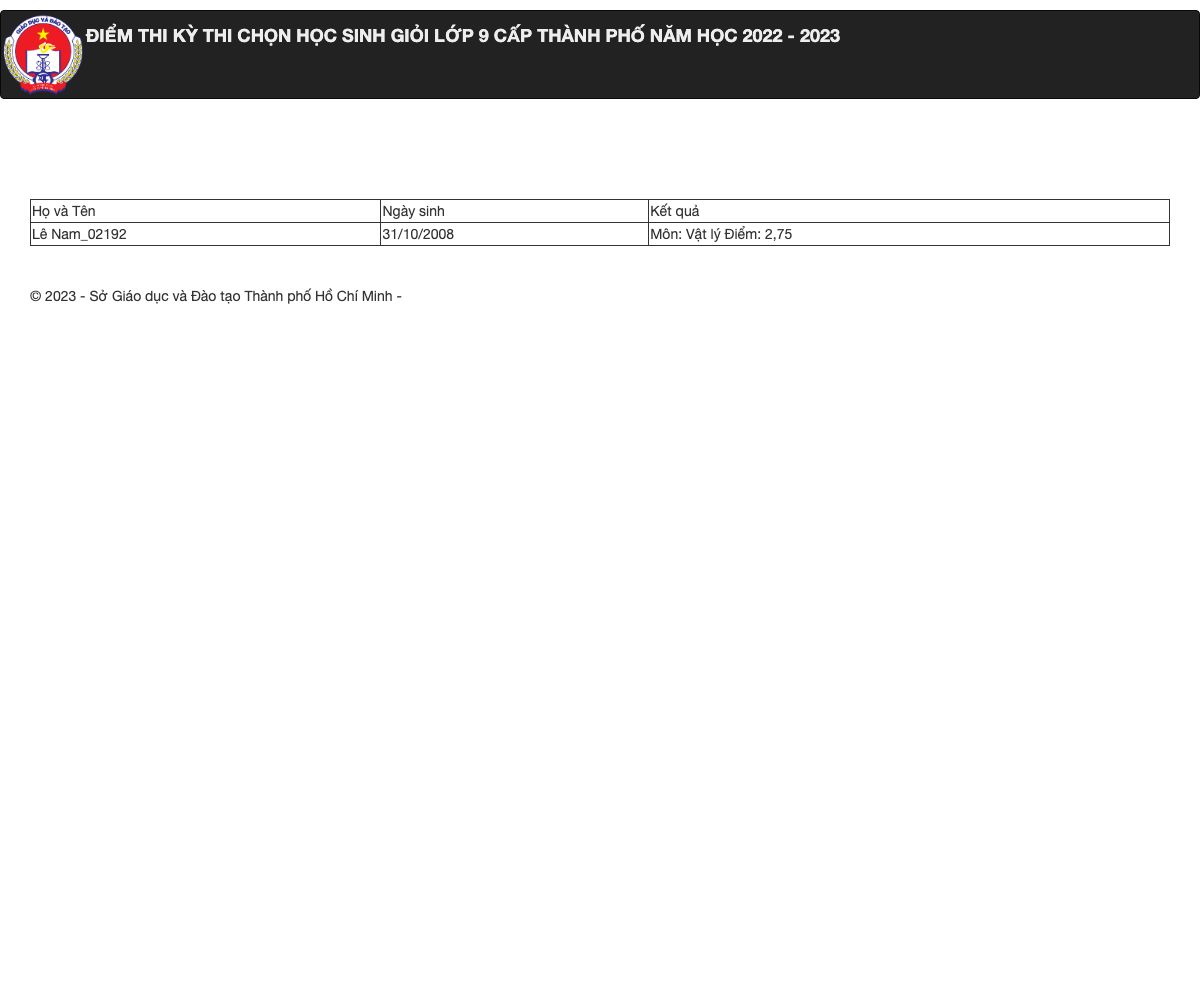 GIÁO DỤC VÀ ĐÀO TẠO
ĐIỂM THI KỲ THI CHỌN HỌC SINH GIỎI LỚP 9 CẤP THÀNH PHỐ NĂM HỌC 2022 - 2023
Họ và Tên Ngày sinh Kết quả
Lê Nam_02192 31/10/2008 Môn: Vật lý Điểm: 2,75
© 2023 - Sở Giáo dục và Đào tạo Thành phố Hồ Chí Minh -